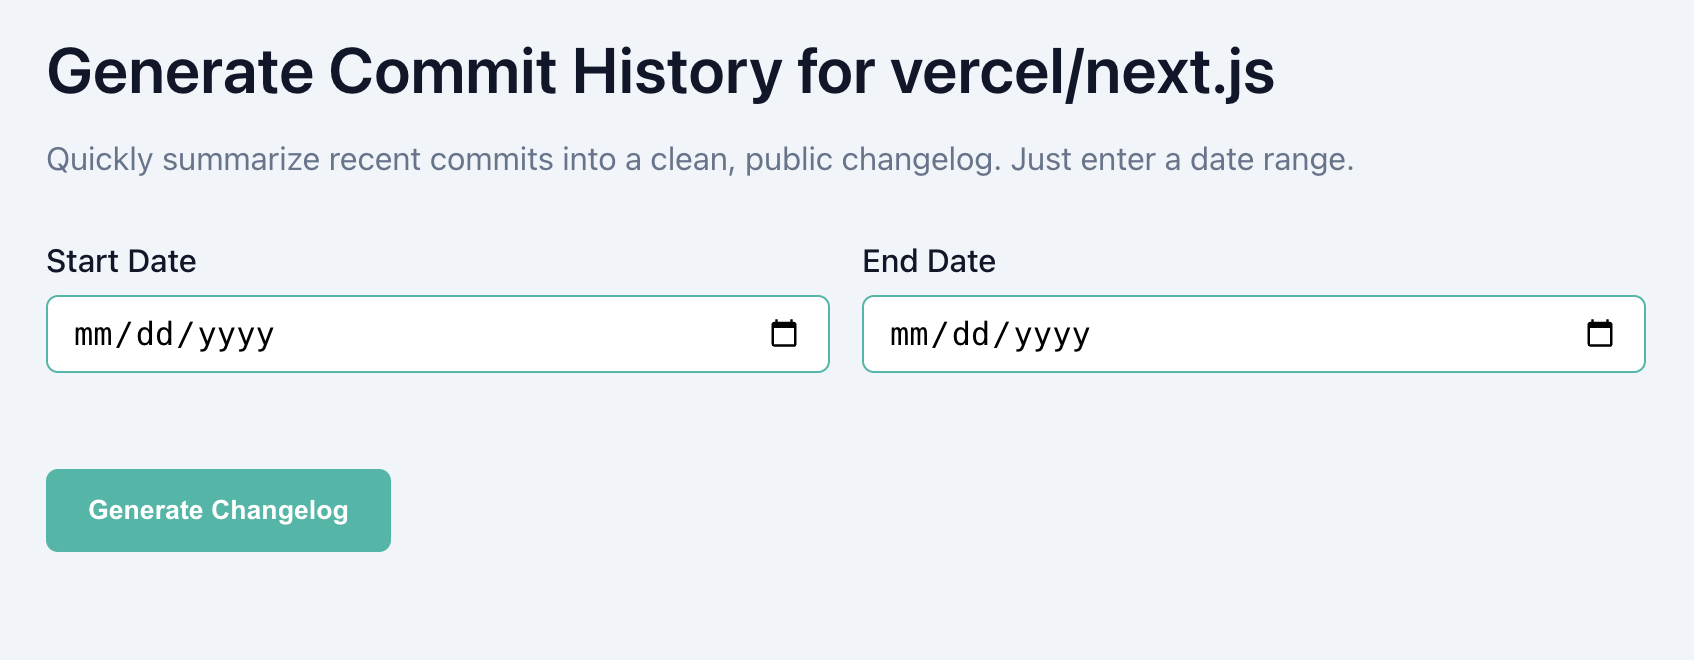 Generate Commit History for vercel/next.js
Quickly summarize recent commits into a clean, public changelog. Just enter a date range.
Start Date
End Date
mm/dd/yyyy
mm/dd/yyyy
Generate Changelog